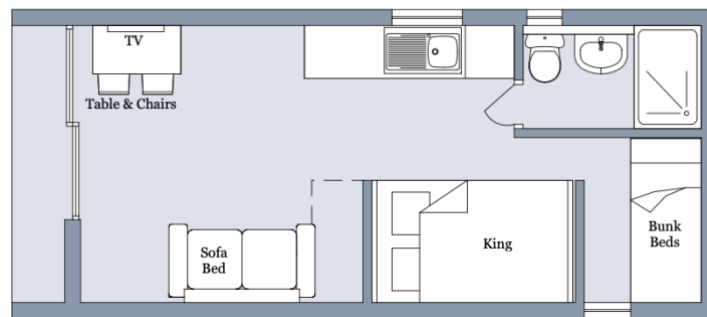 TV
Table & Chairs
Sofa
Bed
King
Bunk
Beds